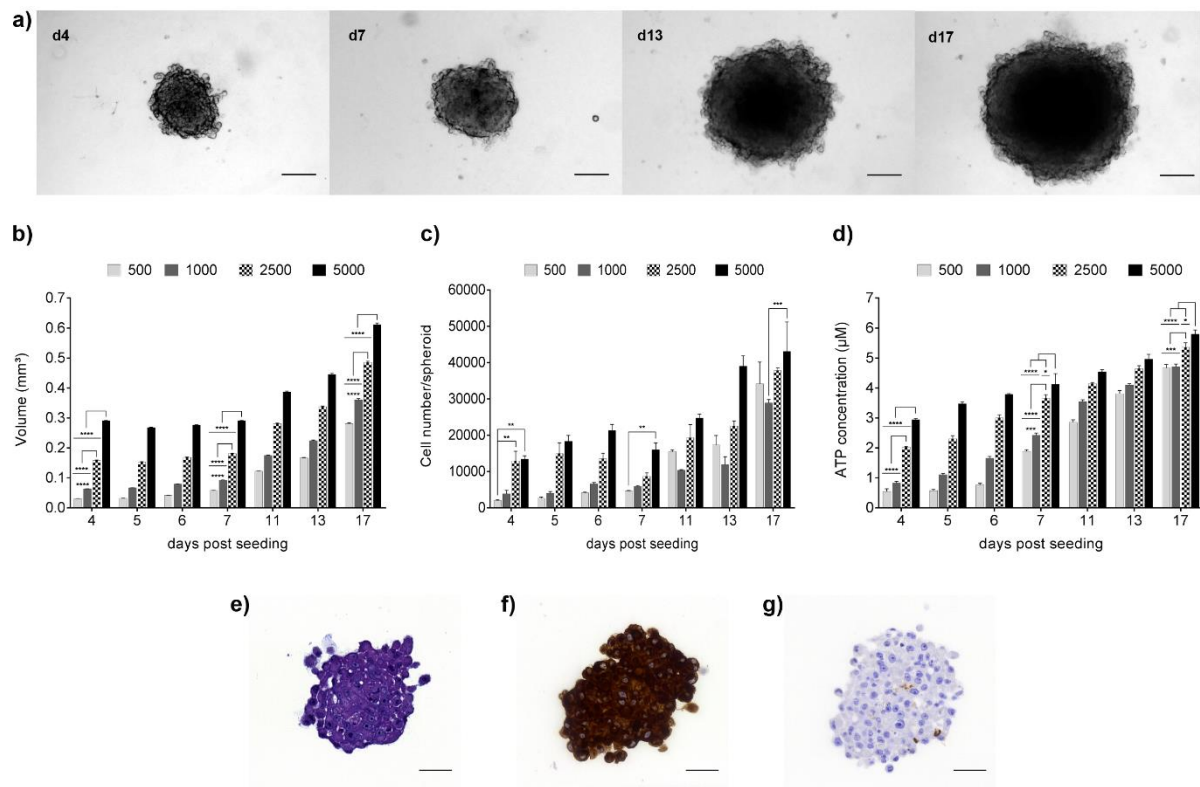 a)
d4
d7
d13
d17
b)
c)
d)
500 1000 2500 5000
500 1000 2500 5000
500 1000 2500 5000
Volume (mm³)
0.7
0.6
0.5
0.4
0.3
0.2
0.1
0.0
****
****
****
****
****
****
****
****
4 5 6 7 11 13 17
days post seeding
Cell number/spheroid
60000
50000
40000
30000
20000
10000
0
**
**
**
***
4 5 6 7 11 13 17
days post seeding
ATP concentration (µM)
7
6
5
4
3
2
1
0
****
****
**** *
****
***
**** *
***
4 5 6 7 11 13 17
days post seeding
e)
f)
g)